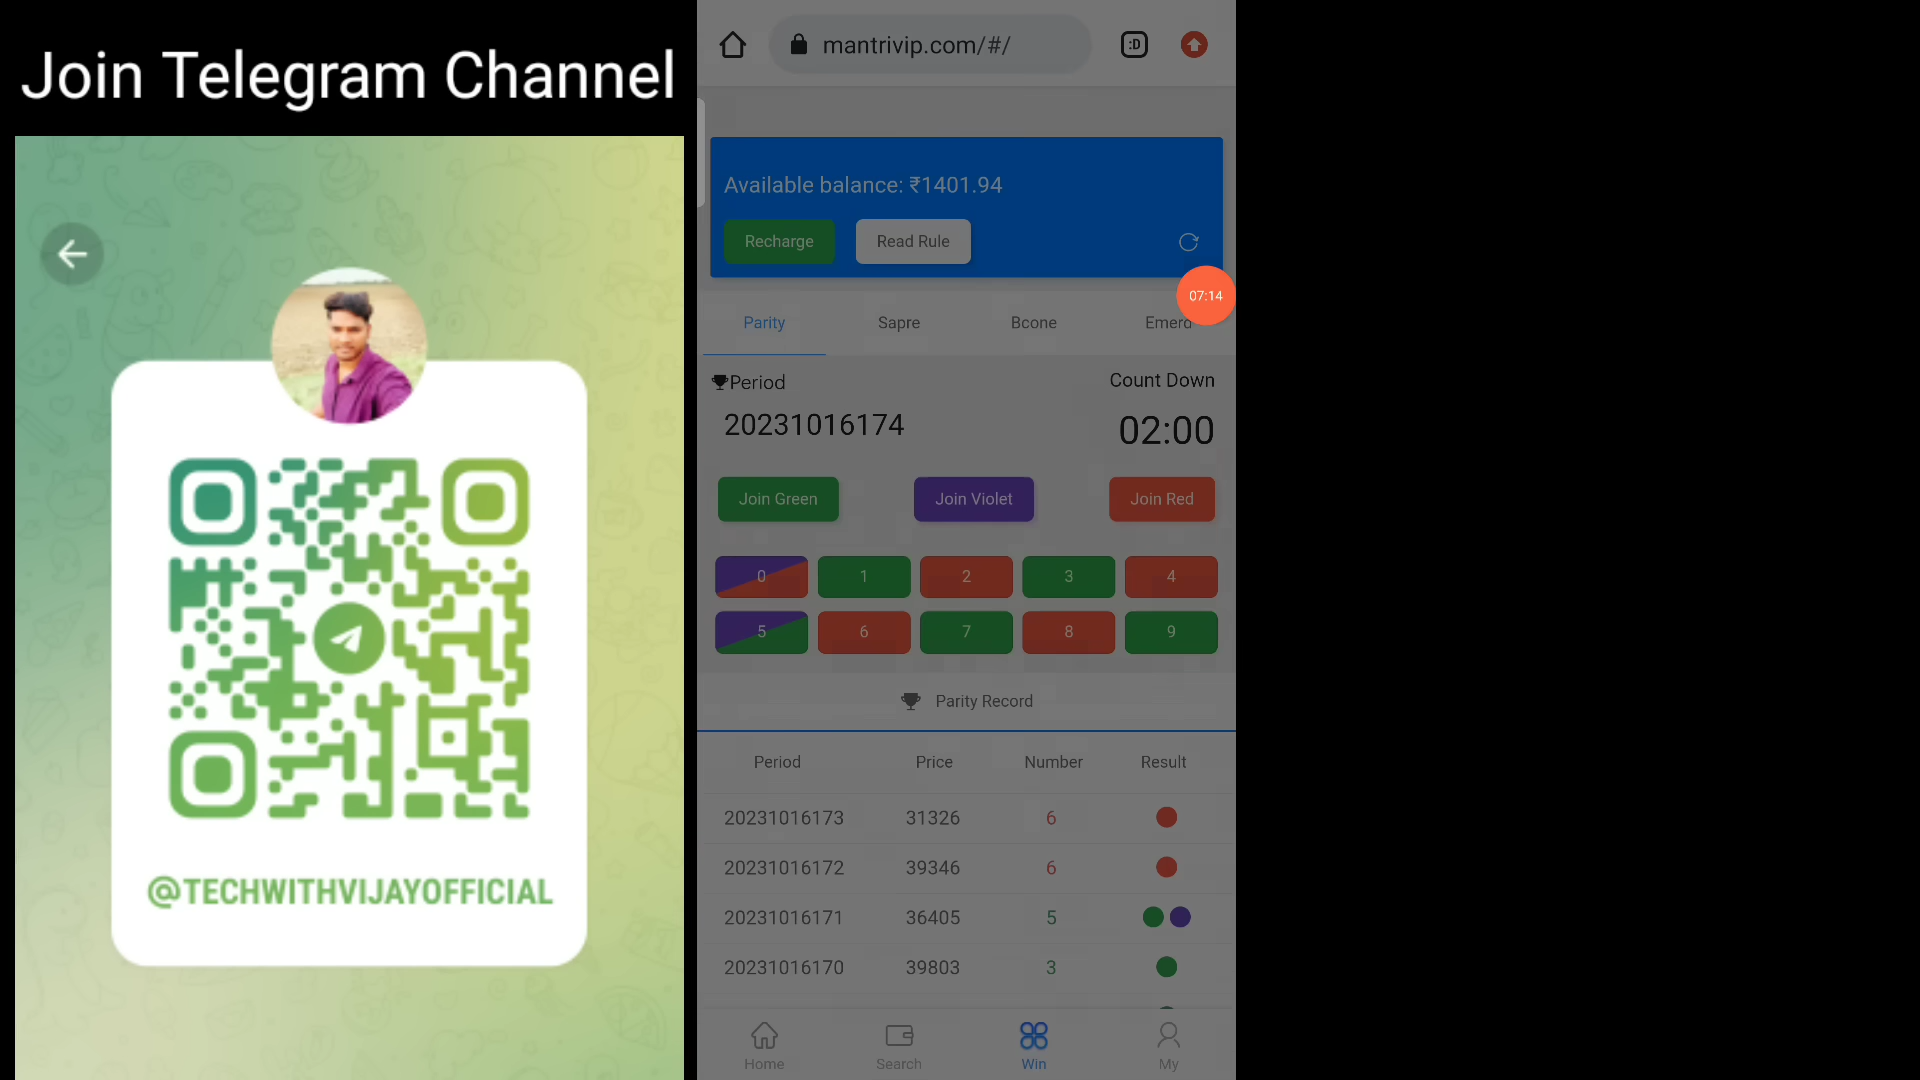 Join Telegram Channel
@TECHWITHVIJAYOFFICIAL
mantrivip.com/#/
:D
Available balance: ₹1401.94
Recharge
Read Rule
07:14
Parity
Sapre
Bcone
Emerd
Period
Count Down
20231016174
02:00
Join Green
Join Violet
Join Red
0 1 2 3 4
5 6 7 8 9
Parity Record
Period Price Number Result
20231016173 31326 6
20231016172 39346 6
20231016171 36405 5
20231016170 39803 3
Home
Search
Win
My